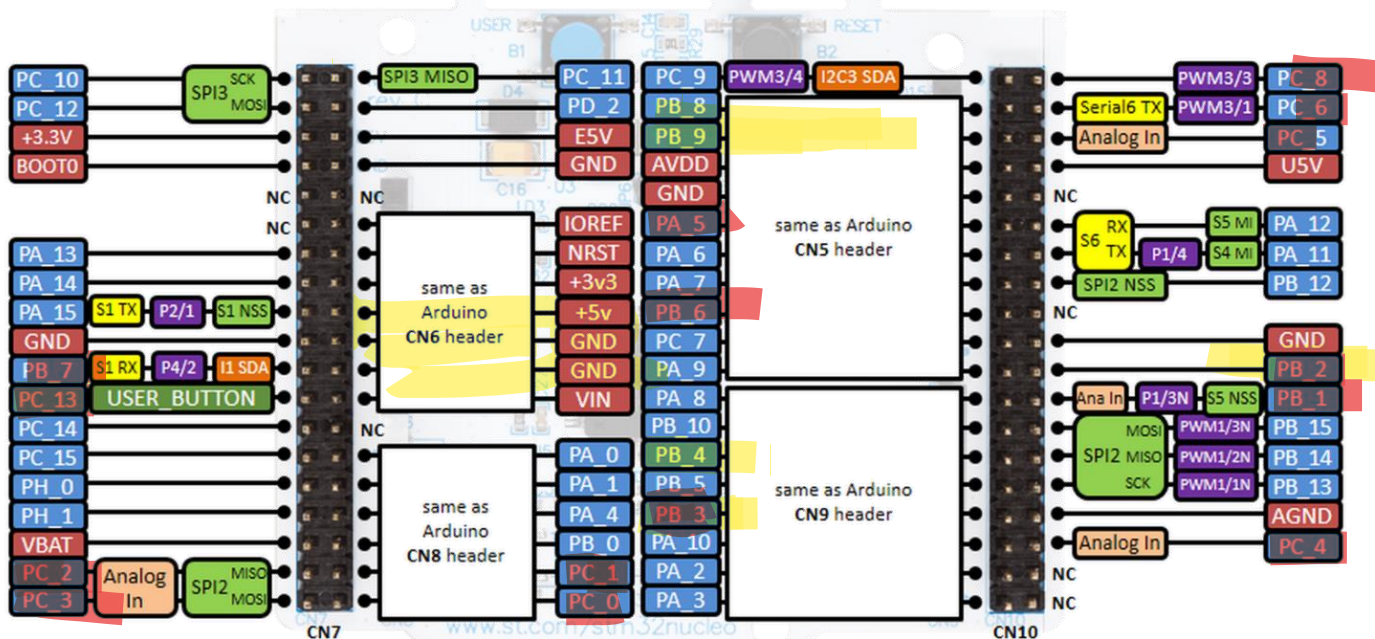 USER
B1
C14
R29
RESET
B2
PC_10
SPI3
SCK
MOSI
PC_12
+3.3V
BOOT0
NC
NC
PA_13
PA_14
PA_15 S1 TX P2/1 S1 NSS
GND
PB_7 S1 RX P4/2 I1 SDA
PC_13 USER_BUTTON
PC_14
PC_15
PH_0
PH_1
VBAT
PC_2
PC_3
Analog
In
SPI2
MISO
MOSI
CN7
CN7
SPI3 MISO PC_11
PD_2
E5V
GND
D4
C16
U3
NC
IOREF
NRST
+3v3
+5v
GND
GND
VIN
same as
Arduino
CN6 header
NC
PA_0
PA_1
PA_4
PB_0
PC_1
PC_0
same as
Arduino
CN8 header
www.st.com/stm32nucleo
PC_9 PWM3/4 I2C3 SDA
PB_8
PB_9
AVDD
GND
PA_5
PA_6
PA_7
PB_6
PC_7
PA_9
same as Arduino
CN5 header
PA_8
PB_10
PB_4
PB_5
PB_3
PA_10
PA_2
PA_3
same as Arduino
CN9 header
PWM3/3 PC_8
Serial6 TX PWM3/1 PC_6
Analog In PC_5
U5V
NC
S6
RX
TX
S5 MI PA_12
P1/4 S4 MI PA_11
SPI2 NSS PB_12
NC
GND
PB_2
Ana In P1/3N S5 NSS PB_1
SPI2
MOSI PWM1/3N PB_15
MISO PWM1/2N PB_14
SCK PWM1/1N PB_13
AGND
Analog In PC_4
NC
NC
CN10
CN10